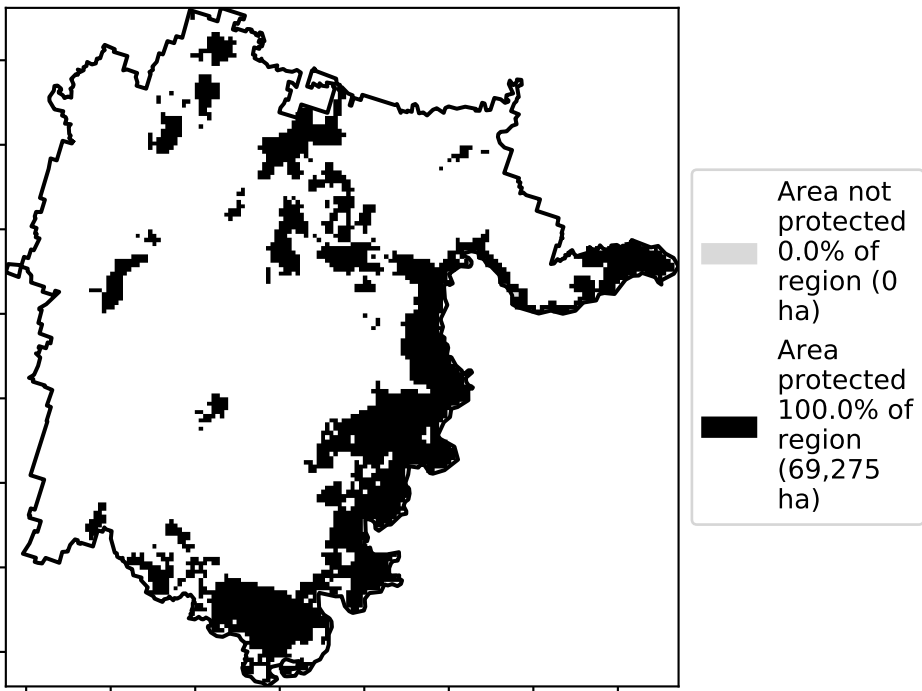 Area not
protected
0.0% of
region (0
ha)
Area
protected
100.0% of
region
(69,275
ha)